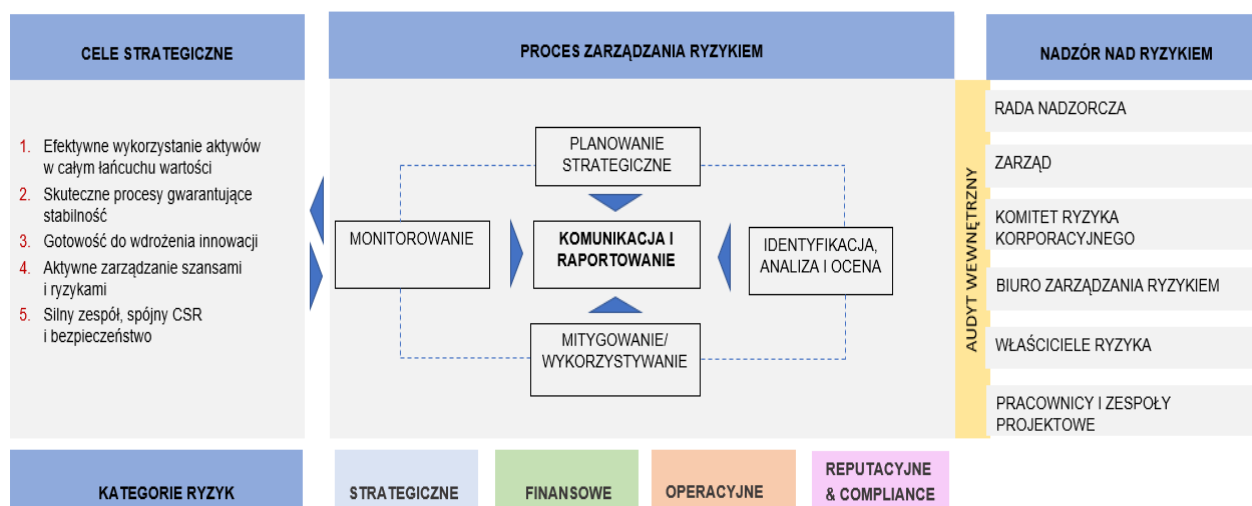 CELE STRATEGICZNE
1. Efektywne wykorzystanie aktywów
w całym łańcuchu wartości
2. Skuteczne procesy gwarantujące
stabilność
3. Gotowość do wdrożenia innowacji
4. Aktywne zarządzanie szansami
i ryzykami
5. Silny zespół, spójny CSR
i bezpieczeństwo
PROCES ZARZĄDZANIA RYZYKIEM
PLANOWANIE
STRATEGICZNE
MONITOROWANIE
KOMUNIKACJA I
RAPORTOWANIE
IDENTYFIKACJA,
ANALIZA I OCENA
MITYGOWANIE/
WYKORZYSTYWANIE
AUDYT WEWNĘTRZNY
NADZÓR NAD RYZYKIEM
RADA NADZORCZA
ZARZĄD
KOMITET RYZYKA
KORPORACYJNEGO
BIURO ZARZĄDZANIA RYZYKIEM
WŁAŚCICIELE RYZYKA
PRACOWNICY I ZESPOŁY
PROJEKTOWE
KATEGORIE RYZYK
STRATEGICZNE
FINANSOWE
OPERACYJNE
REPUTACYJNE
& COMPLIANCE